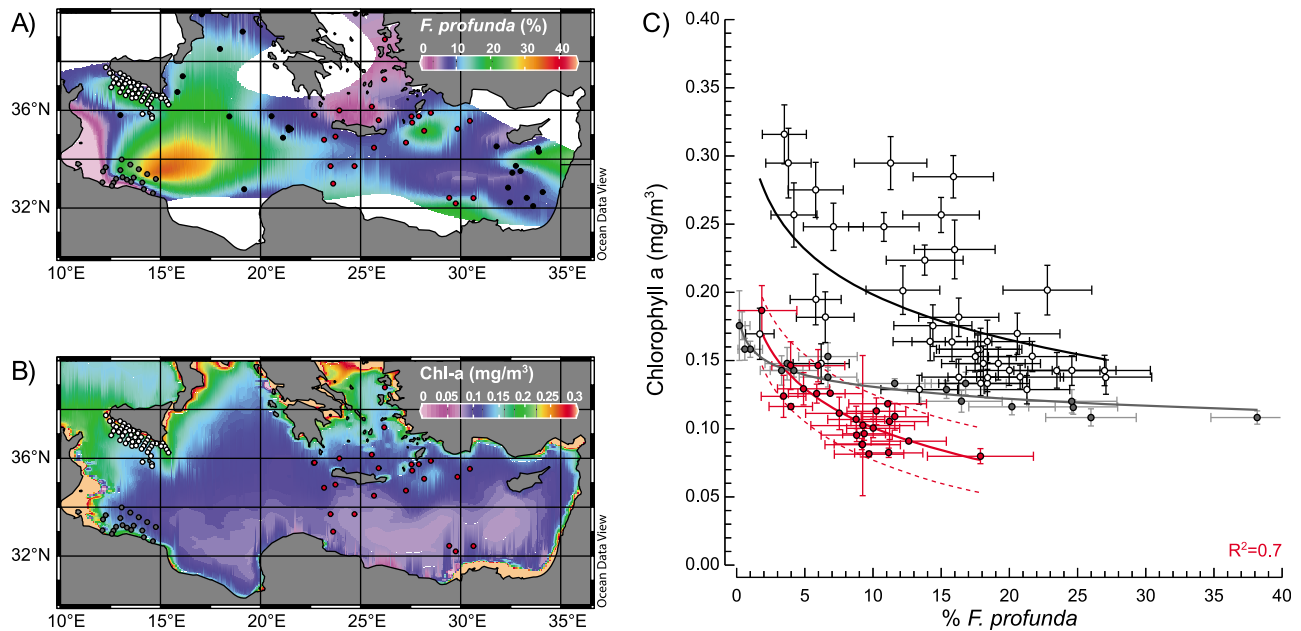 A)
F. profunda (%)
0 10 20 30 40
36°N
32°N
10°E 15°E 20°E 25°E 30°E 35°E
Ocean Data View
B)
Chl-a (mg/m³)
0 0.05 0.1 0.15 0.2 0.25 0.3
36°N
32°N
10°E 15°E 20°E 25°E 30°E 35°E
Ocean Data View
C)
Chlorophyll a (mg/m³)
0.40
0.35
0.30
0.25
0.20
0.15
0.10
0.05
0.00
R²=0.7
0 5 10 15 20 25 30 35 40
% F. profunda